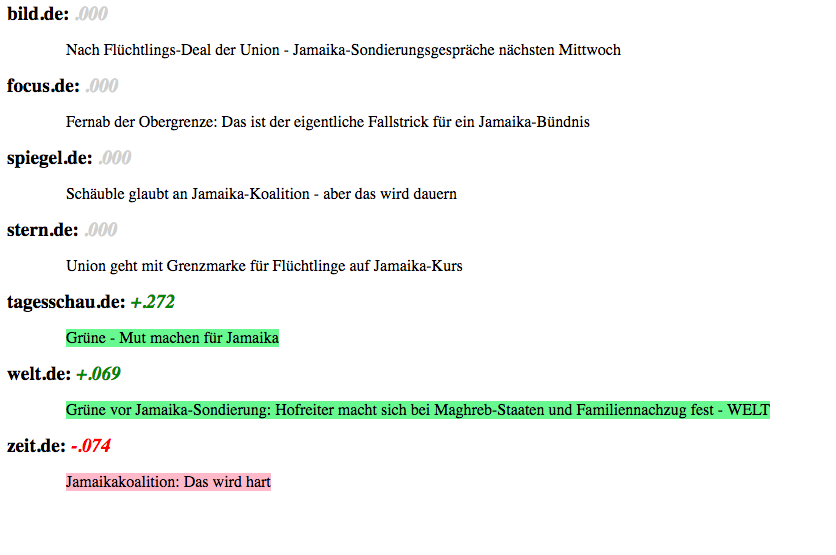 bild.de: .000
Nach Flüchtlings-Deal der Union - Jamaika-Sondierungsgespräche nächsten Mittwoch
focus.de: .000
Fernab der Obergrenze: Das ist der eigentliche Fallstrick für ein Jamaika-Bündnis
spiegel.de: .000
Schäuble glaubt an Jamaika-Koalition - aber das wird dauern
stern.de: .000
Union geht mit Grenzmarke für Flüchtlinge auf Jamaika-Kurs
tagesschau.de: +.272
Grüne - Mut machen für Jamaika
welt.de: +.069
Grüne vor Jamaika-Sondierung: Hofreiter macht sich bei Maghreb-Staaten und Familiennachzug fest - WELT
zeit.de: -.074
Jamaikakoalition: Das wird hart